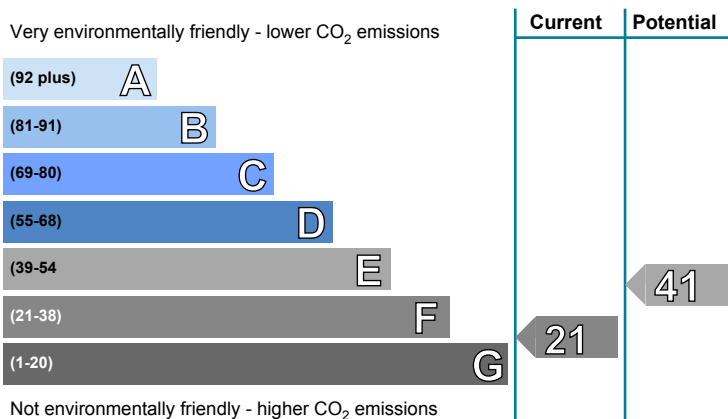 Current Potential
Very environmentally friendly - lower CO₂ emissions
(92 plus) A
(81-91) B
(69-80) C
(55-68) D
(39-54 E
41
(21-38) F
21
(1-20) G
Not environmentally friendly - higher CO₂ emissions